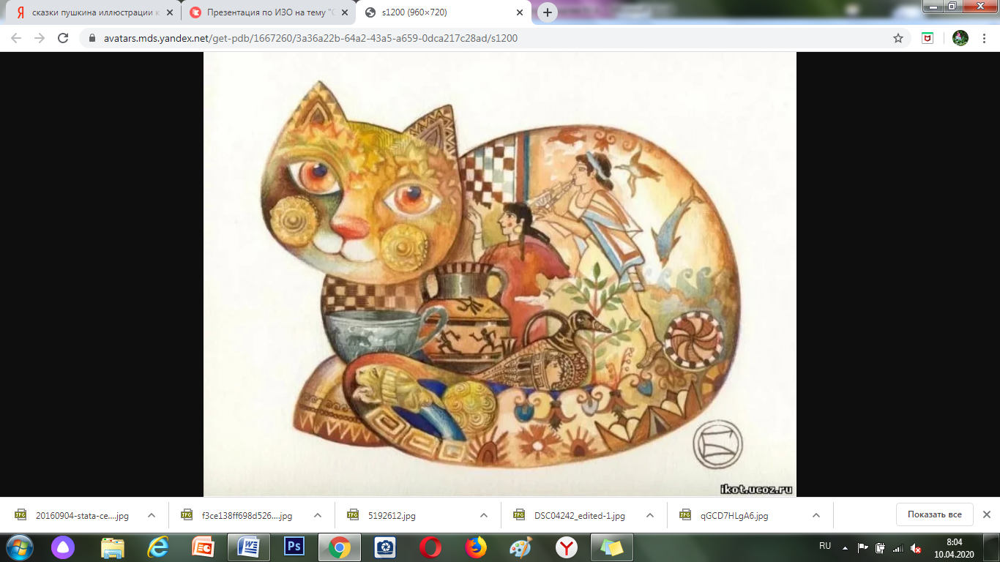 сказки пушкина иллюстрации к
Презентация по ИЗО на тему "С
s1200 (960×720)
avatars.mds.yandex.net/get-pdb/1667260/3a36a22b-64a2-43a5-a659-0dca217c28ad/s1200
ikot.ucoz.ru
20160904-stata-ce....jpg
f3ce138ff698d526....jpg
5192612.jpg
DSC04242_edited-1.jpg
qGCD7HLgA6.jpg
Показать все
RU
8:04
10.04.2020